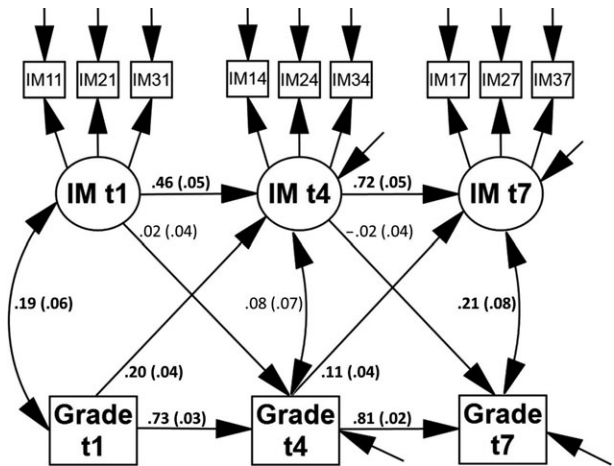 IM11 IM21 IM31 IM14 IM24 IM34 IM17 IM27 IM37
IM t1 .46 (.05) IM t4 .72 (.05) IM t7
.02 (.04) –.02 (.04)
.19 (.06) .08 (.07) .21 (.08)
.20 (.04) .11 (.04)
Grade .73 (.03) Grade .81 (.02) Grade
t1 t4 t7